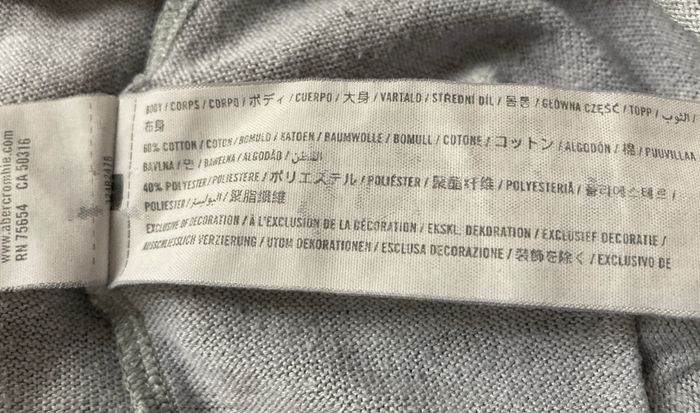 www.abercrombie.com
RN 75654 CA 50316
BODY / CORPS / CORPO / ボディ / CUERPO / 大身 / VARTALO / STŘEDNÍ DÍL / 몸통 / GŁÓWNA CZĘŚĆ / TOPP / الثوب /
布身
60% COTTON / COTON / BOMULD / KATOEN / BAUMWOLLE / BOMULL / COTONE / コットン / ALGODÓN / 棉 / PUUVILLAA
BAVLNA / 면 / BAWEŁNA / ALGODÃO / القطن
40% POLYESTER / POLIESTERE / ポリエステル / POLIÉSTER / 聚酯纤维 / POLYESTERIÄ / 폴리에스테르 /
POLIESTER / البوليستر / 聚脂纖維
EXCLUSIVE OF DECORATION / À L'EXCLUSION DE LA DÉCORATION / EKSKL. DEKORATION / EXCLUSIEF DECORATIE /
AUSSCHLIESSLICH VERZIERUNG / UTOM DEKORATIONEN / ESCLUSA DECORAZIONE / 装飾を除く / EXCLUSIVO DE